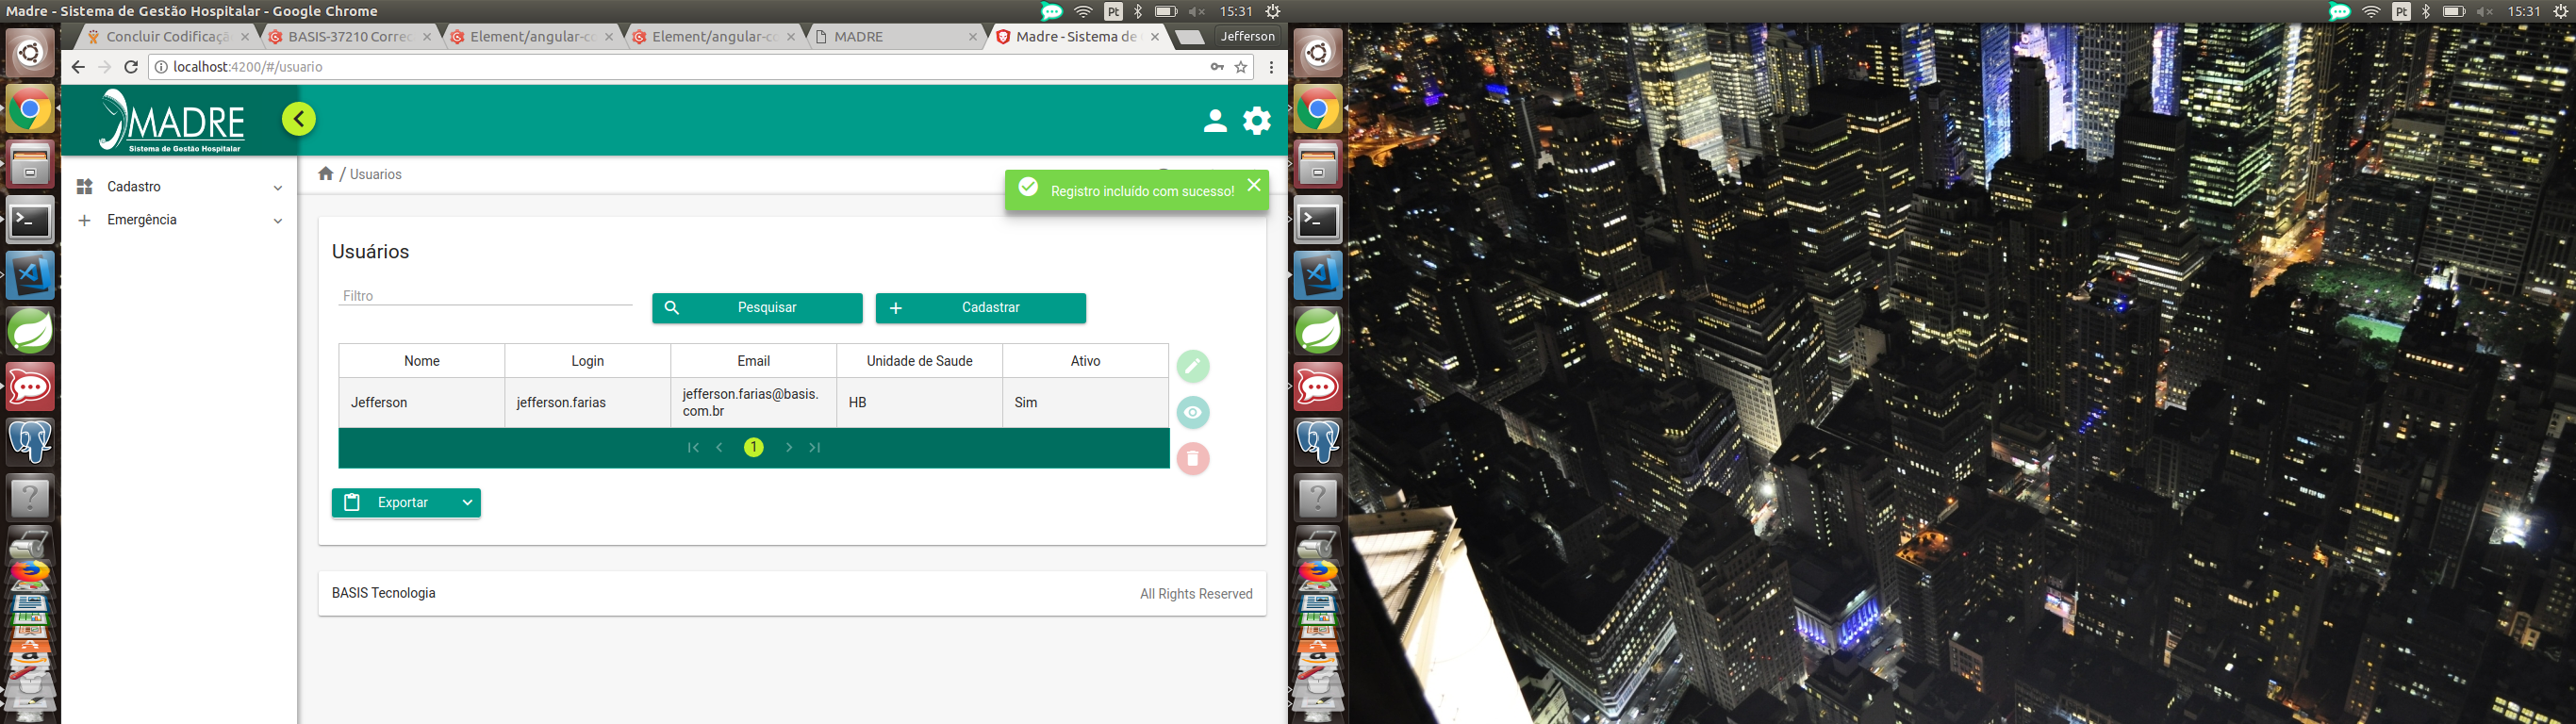 Madre - Sistema de Gestão Hospitalar - Google Chrome
Pt
15:31
Pt
15:31
Concluir Codificaçã
BASIS-37210 Correç
Element/angular-co
Element/angular-co
MADRE
Madre - Sistema de
Jefferson
localhost:4200/#/usuario
MADRE
Sistema de Gestão Hospitalar
Cadastro
Emergência
/ Usuarios
Registro incluído com sucesso!
Usuários
Filtro
Pesquisar
Cadastrar
Nome
Login
Email
Unidade de Saude
Ativo
Jefferson
jefferson.farias
jefferson.farias@basis.
com.br
HB
Sim
1
Exportar
BASIS Tecnologia
All Rights Reserved